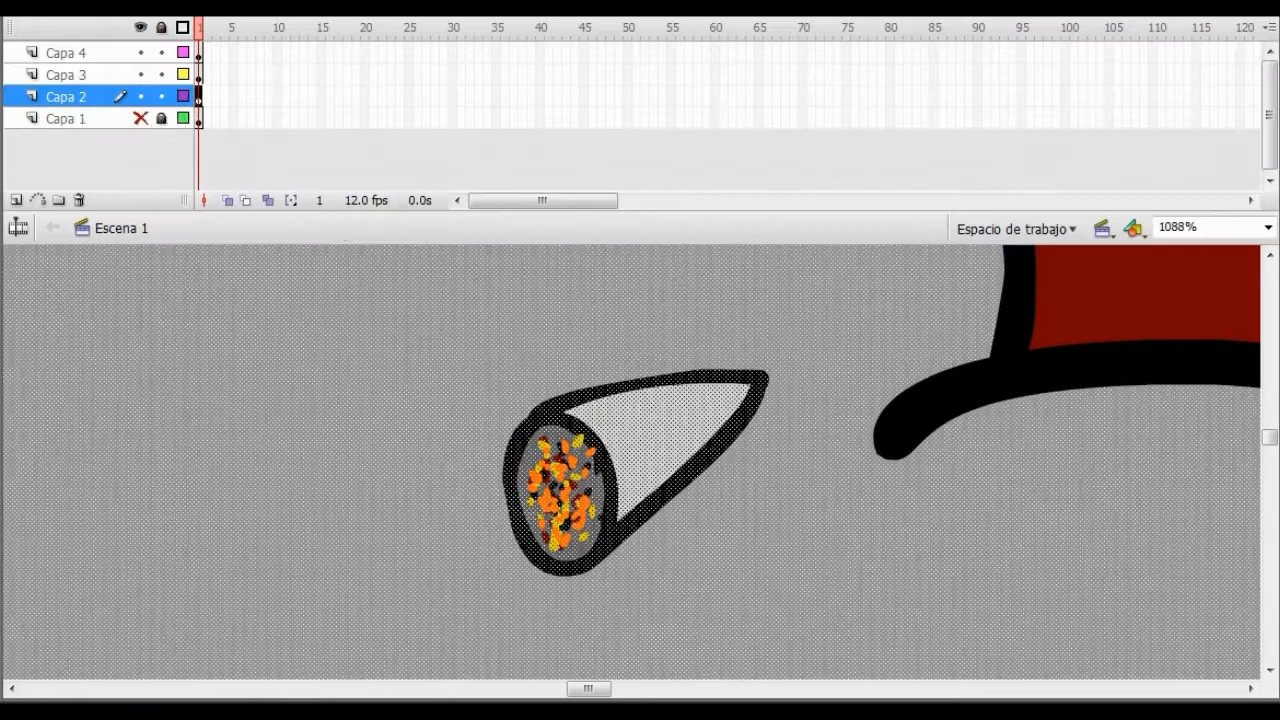 1 5 10 15 20 25 30 35 40 45 50 55 60 65 70 75 80 85 90 95 100 105 110 115 120
Capa 4
Capa 3
Capa 2
Capa 1
1 12.0 fps 0.0s
Escena 1 Espacio de trabajo 1088%